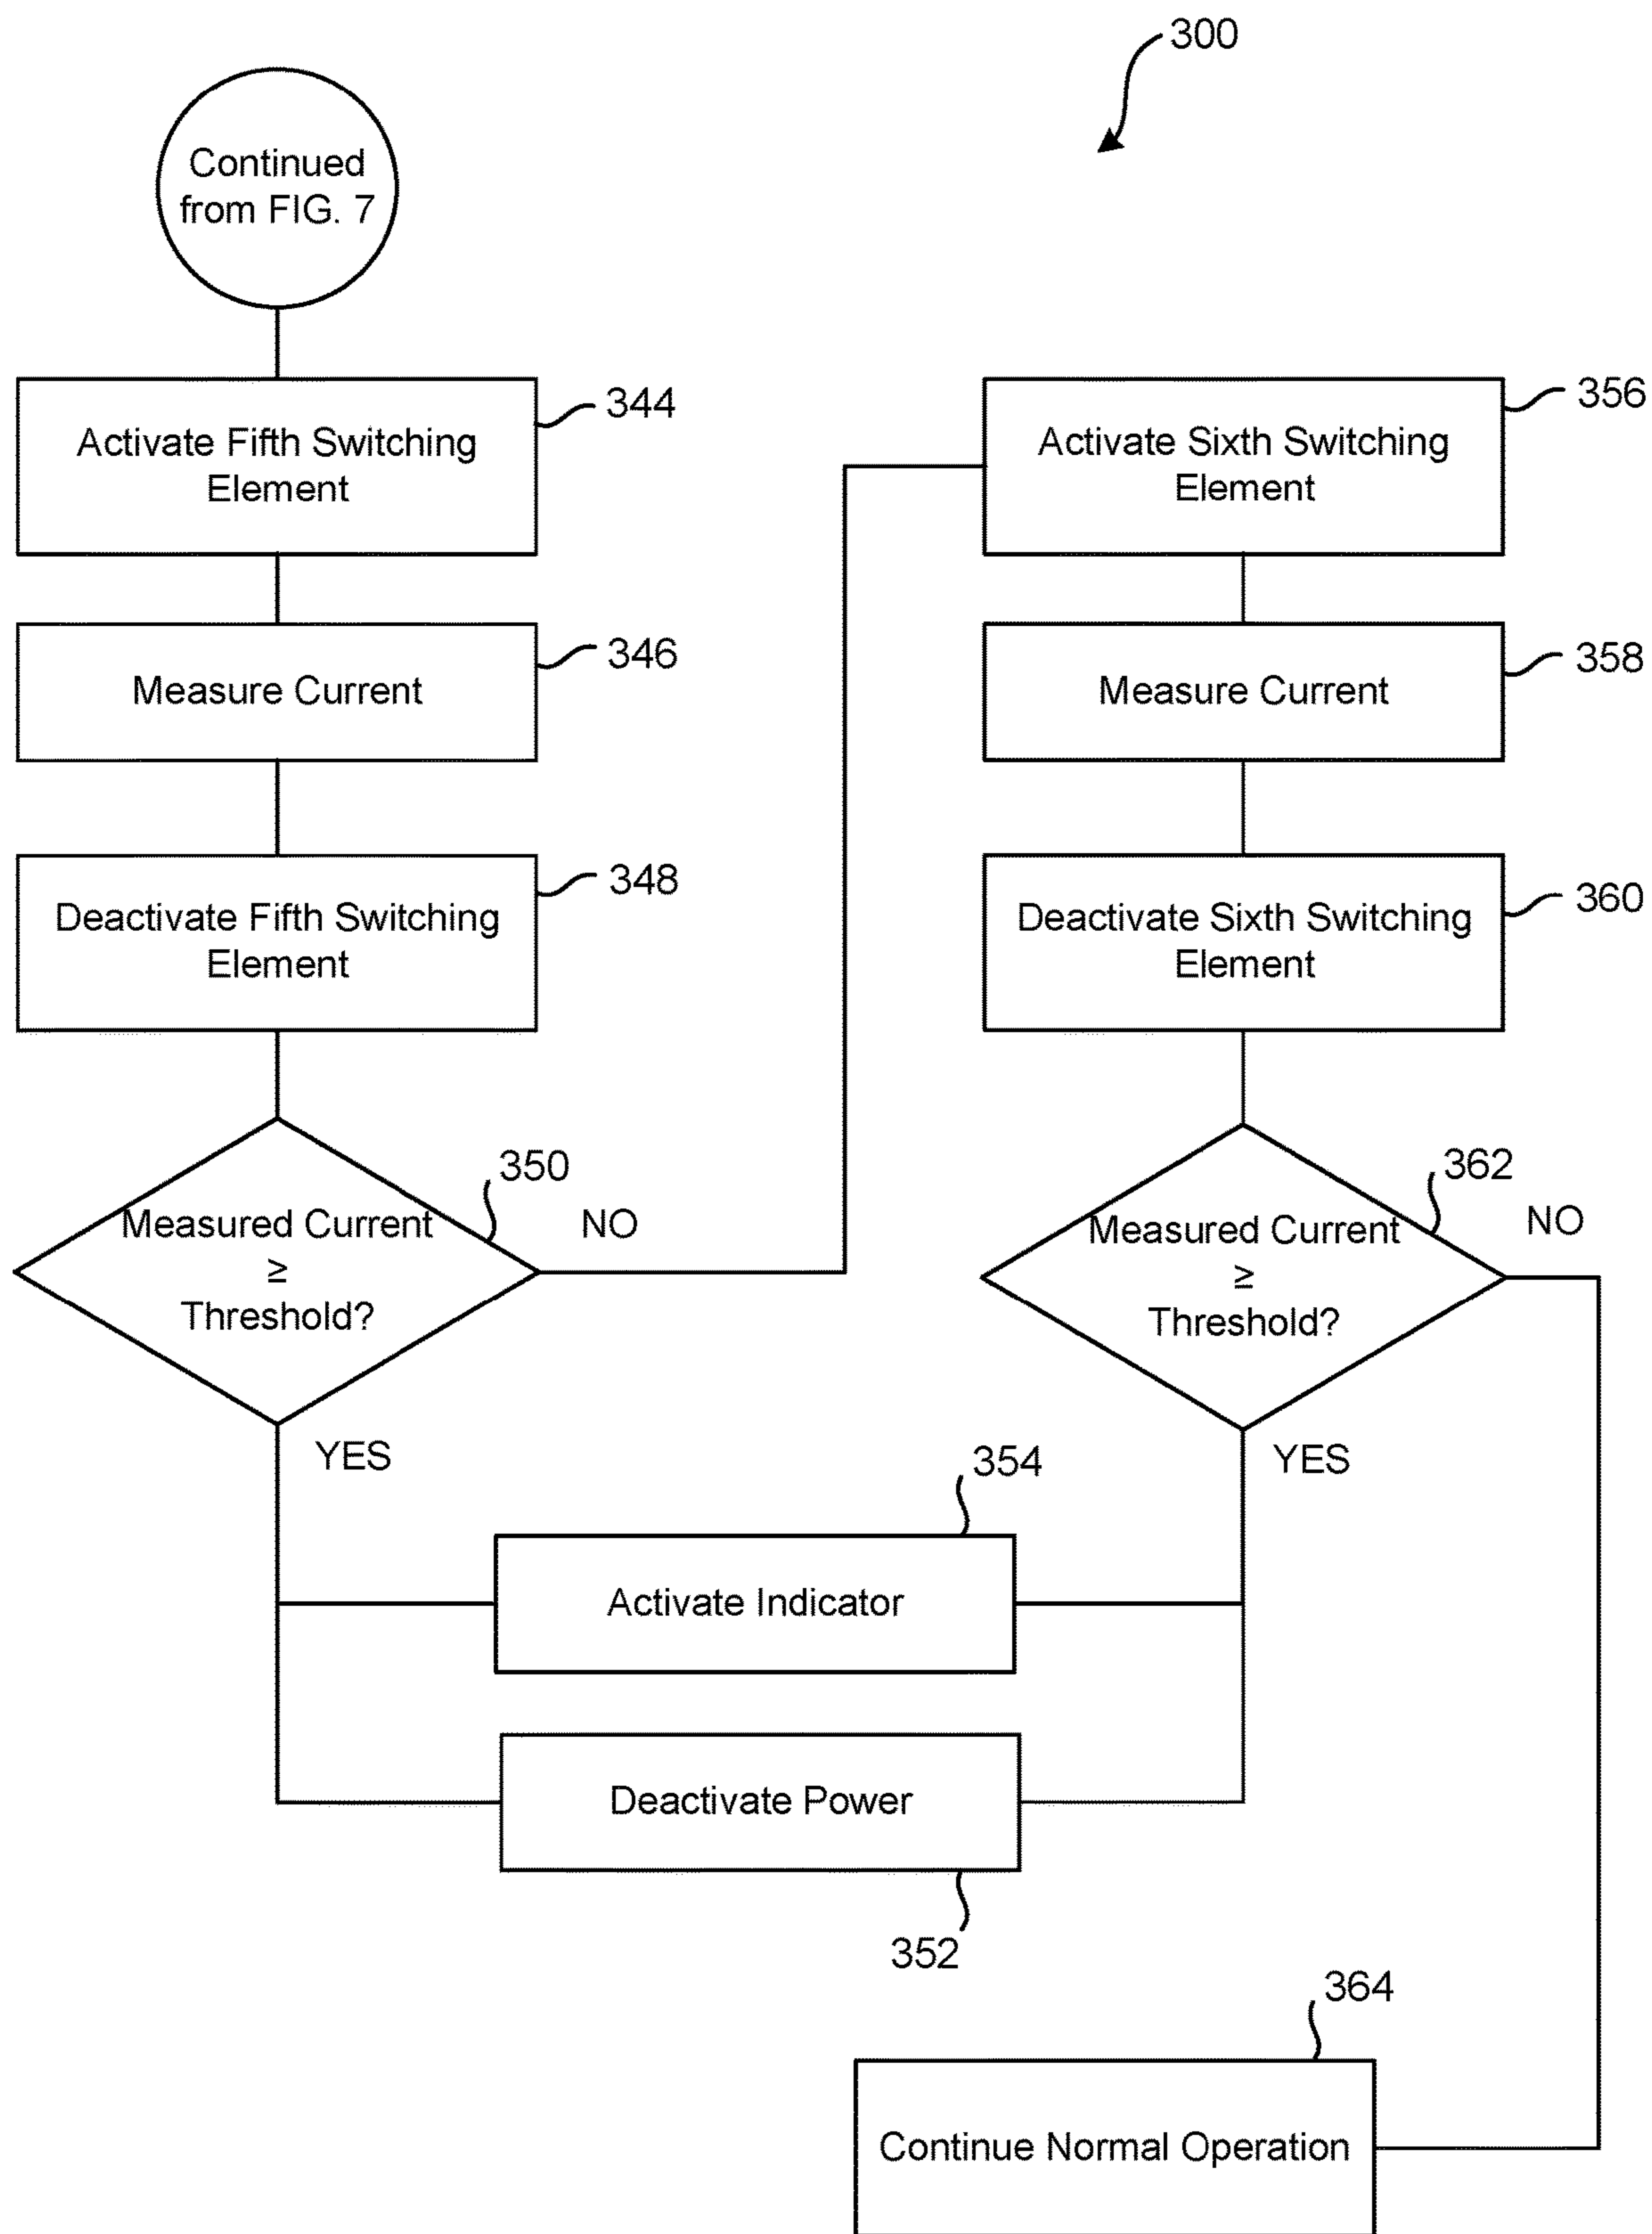 300
Continued
from FIG. 7
344
Activate Fifth Switching
Element
346
Measure Current
348
Deactivate Fifth Switching
Element
350
Measured Current
≥
Threshold?
NO
YES
356
Activate Sixth Switching
Element
358
Measure Current
360
Deactivate Sixth Switching
Element
362
Measured Current
≥
Threshold?
NO
YES
354
Activate Indicator
Deactivate Power
352
364
Continue Normal Operation